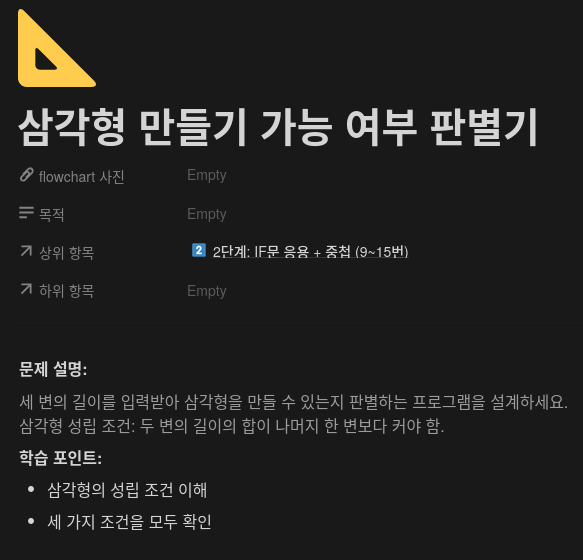 삼각형 만들기 가능 여부 판별기
flowchart 사진 Empty
목적 Empty
상위 항목 2 2단계: IF문 응용 + 중첩 (9~15번)
하위 항목 Empty
문제 설명:
세 변의 길이를 입력받아 삼각형을 만들 수 있는지 판별하는 프로그램을 설계하세요.
삼각형 성립 조건: 두 변의 길이의 합이 나머지 한 변보다 커야 함.
학습 포인트:
• 삼각형의 성립 조건 이해
• 세 가지 조건을 모두 확인